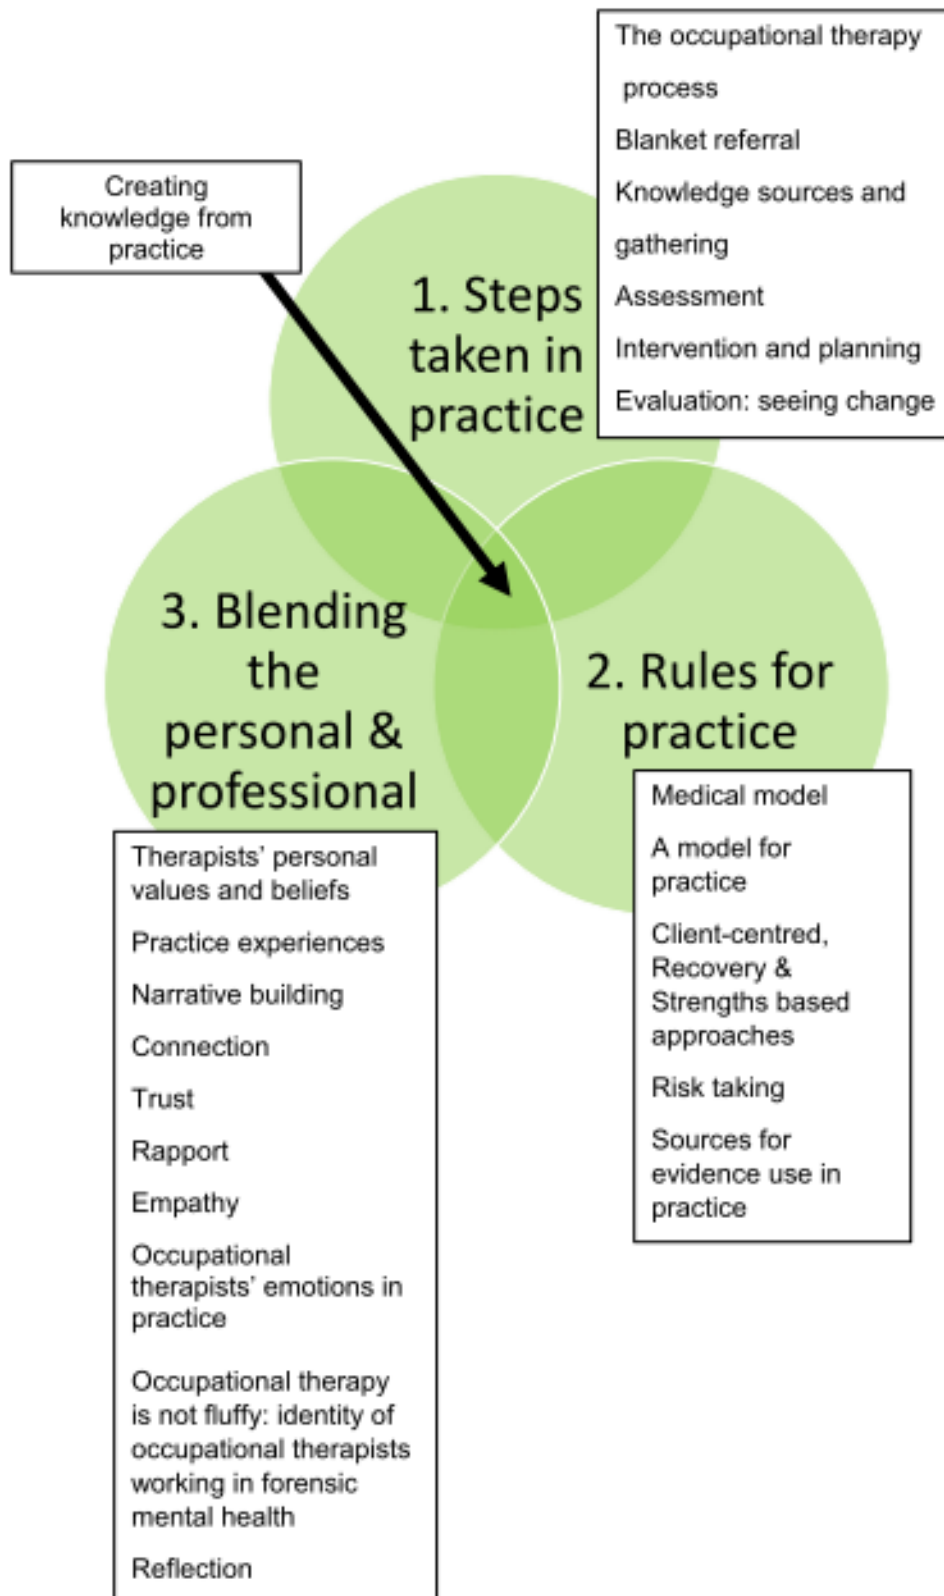 The occupational therapy
process
Blanket referral
Knowledge sources and
gathering
Assessment
Intervention and planning
Evaluation: seeing change
Creating
knowledge from
practice
1. Steps
taken in
practice
3. Blending
the
personal &
professional
2. Rules for
practice
Medical model
A model for
practice
Client-centred,
Recovery &
Strengths based
approaches
Risk taking
Sources for
evidence use in
practice
Therapists’ personal
values and beliefs
Practice experiences
Narrative building
Connection
Trust
Rapport
Empathy
Occupational
therapists’ emotions in
practice
Occupational therapy
is not fluffy: identity of
occupational therapists
working in forensic
mental health
Reflection